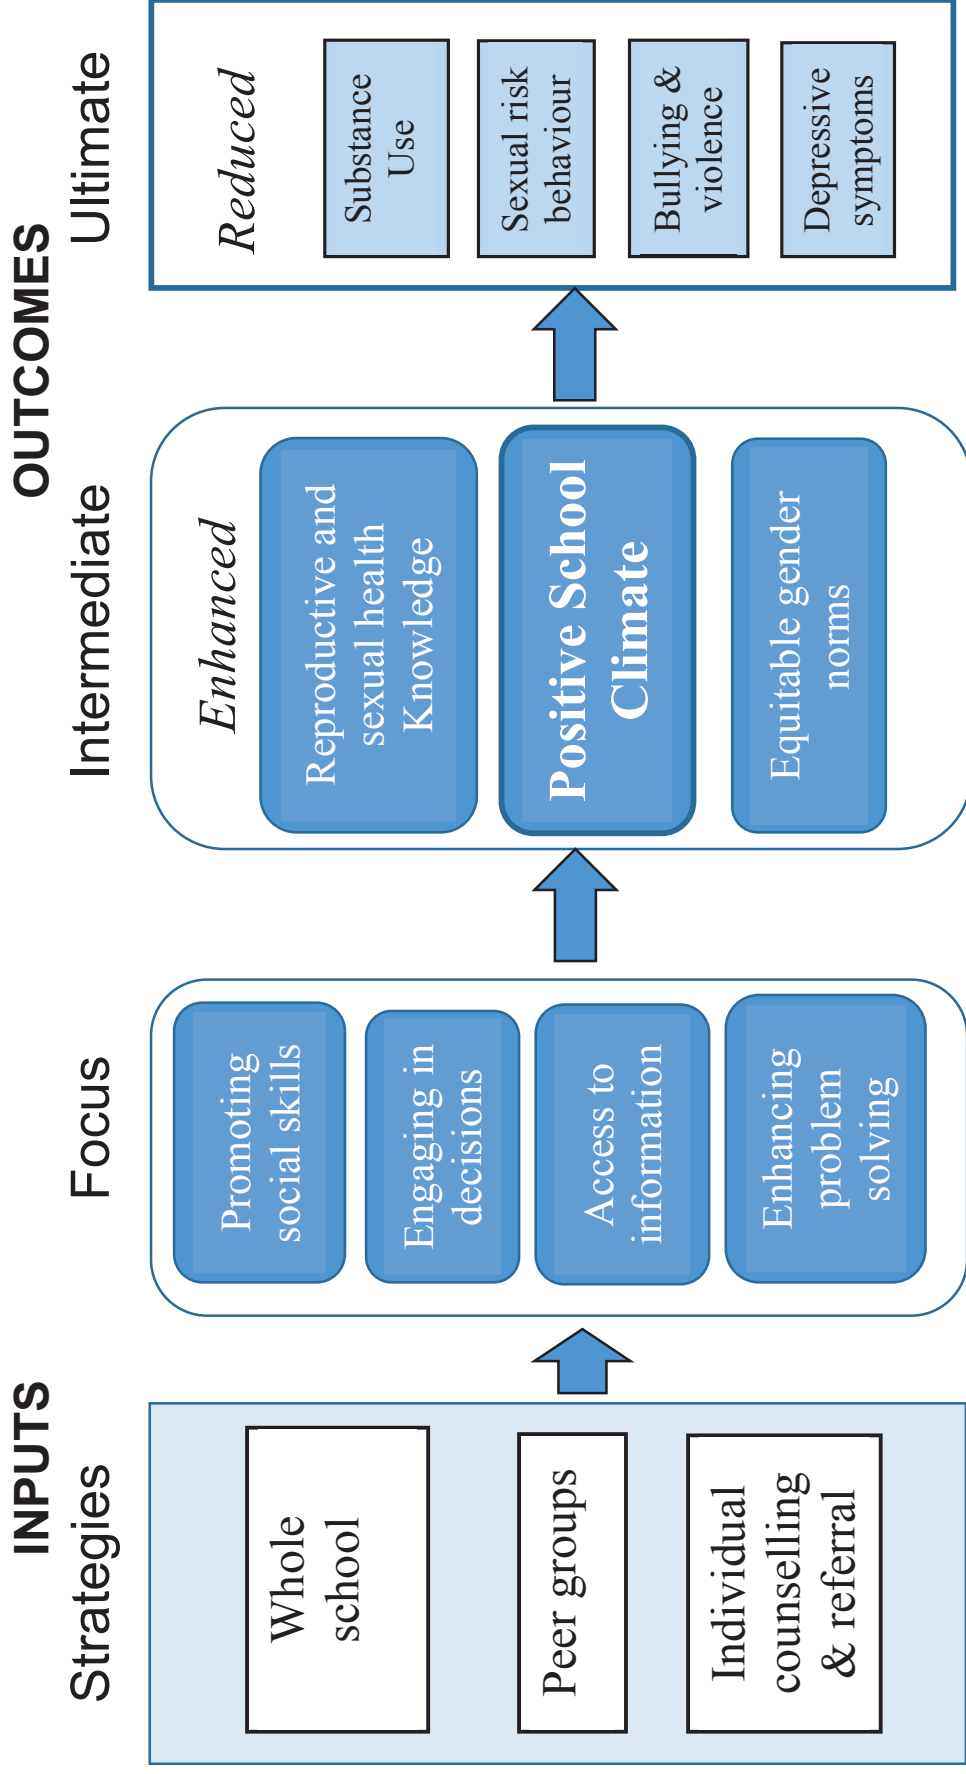 INPUTS
OUTCOMES
Strategies
Focus
Intermediate
Ultimate
Whole
school
Peer groups
Individual
counselling
& referral
Promoting
social skills
Engaging in
decisions
Access to
information
Enhancing
problem
solving
Enhanced
Reproductive and
sexual health
Knowledge
Positive School
Climate
Equitable gender
norms
Reduced
Substance
Use
Sexual risk
behaviour
Bullying &
violence
Depressive
symptoms